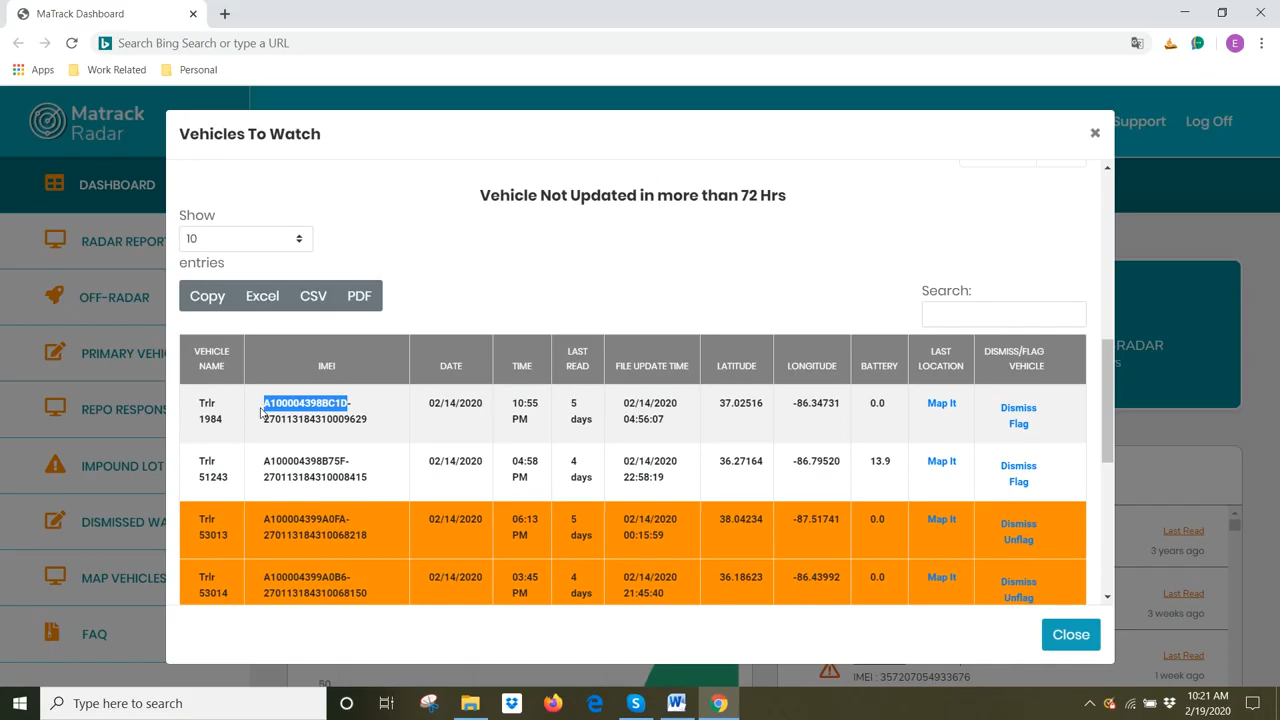 MaTrack Dashboard
Search Bing Search or type a URL
E
Apps
Work Related
Personal
Matrack
Radar
Support
Log Off
DASHBOARD
RADAR REPOR
OFF-RADAR
PRIMARY VEHI
REPO RESPONS
IMPOUND LOT
DISMISSED WA
MAP VEHICLES
FAQ
Vehicles To Watch
×
Vehicle Not Updated in more than 72 Hrs
Show
10
entries
Copy
Excel
CSV
PDF
Search:
VEHICLE NAME
IMEI
DATE
TIME
LAST READ
FILE UPDATE TIME
LATITUDE
LONGITUDE
BATTERY
LAST LOCATION
DISMISS/FLAG VEHICLE
Trlr 1984
A100004398BC1D-
270113184310009629
02/14/2020
10:55 PM
5 days
02/14/2020
04:56:07
37.02516
-86.34731
0.0
Map It
Dismiss
Flag
Trlr 51243
A100004398B75F-
270113184310008415
02/14/2020
04:58 PM
4 days
02/14/2020
22:58:19
36.27164
-86.79520
13.9
Map It
Dismiss
Flag
Trlr 53013
A100004399A0FA-
270113184310068218
02/14/2020
06:13 PM
5 days
02/14/2020
00:15:59
38.04234
-87.51741
0.0
Map It
Dismiss
Unflag
Trlr 53014
A100004399A0B6-
270113184310068150
02/14/2020
03:45 PM
4 days
02/14/2020
21:45:40
36.18623
-86.43992
0.0
Map It
Dismiss
Unflag
Close
RADAR
Last Read
3 years ago
Last Read
3 weeks ago
Last Read
1 week ago
IMEI : 357207054933676
50
Type here to search
10:21 AM
2/19/2020